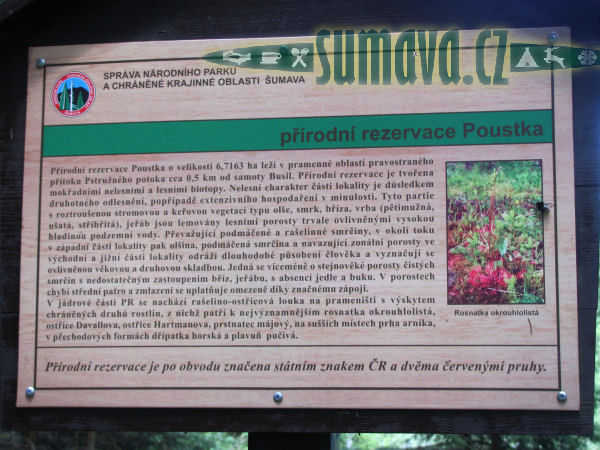 šumava.cz
SPRÁVA NÁRODNÍHO PARKU
A CHRÁNĚNÉ KRAJINNÉ OBLASTI ŠUMAVA
přírodní rezervace Poustka
Přírodní rezervace Poustka o velikosti 6,7163 ha leží v pramenné oblasti pravostraného
přítoku Pstružného potoka cca 0,5 km od samoty Busil. Přírodní rezervace je tvořena
mokřadními nelesními a lesními biotopy. Nelesní charakter části lokality je důsledkem
druhotného odlesnění, popřípadě extenzivního hospodaření v minulosti. Tyto partie
s roztroušenou stromovou a keřovou vegetací typu olše, smrk, bříza, vrba (pětimužná,
ušatá, stříbřitá), jeřáb jsou lemovány lesními porosty trvale ovlivněnými vysokou
hladinou podzemní vody. Převažují podmáčené a rašelinné smrčiny, v okolí toku
v západní části lokality pak olšina, podmáčená smrčina a navazující zonální porosty ve
východní a jižní části lokality odráží dlouhodobé působení člověka a vyznačují se
ovlivněnou věkovou a druhovou skladbou. Jedná se víceméně o stejnověké porosty čistých
smrčin s nedostatečným zastoupením bříz, jeřábu, s absencí jedle a buku. V porostech
chybí střední patro a zmlazení se uplatňuje omezeně díky značnému zápoji.
V jádrové části PR se nachází rašelino-ostřicová louka na prameništi s výskytem
chráněných druhů rostlin, z nichž patří k nejvýznamnějším rosnatka okrouhlolistá,
ostřice Davallova, ostřice Hartmanova, prstnatec májový, na sušších místech prha arnika,
v přechodových formách dřípatka horská a plavuň pučivá.
Rosnatka okrouhlolistá
Přírodní rezervace je po obvodu značena státním znakem ČR a dvěma červenými pruhy.